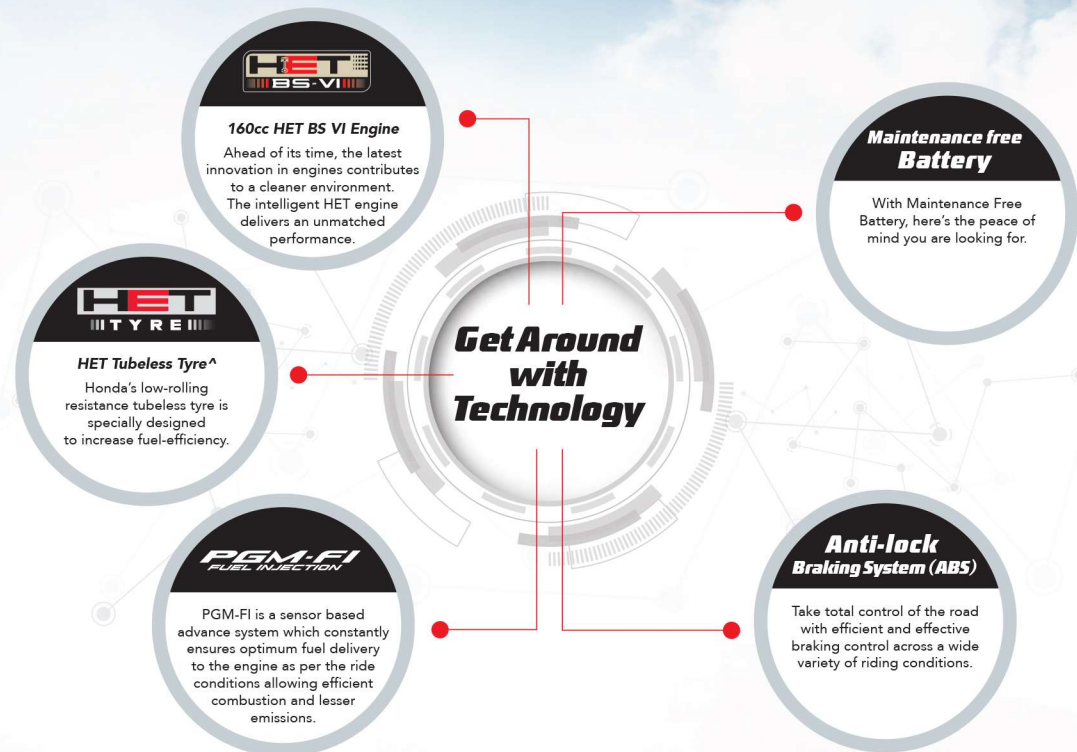 HET
BS-VI
160cc HET BS VI Engine
Ahead of its time, the latest
innovation in engines contributes
to a cleaner environment.
The intelligent HET engine
delivers an unmatched
performance.
Maintenance free
Battery
With Maintenance Free
Battery, here's the peace of
mind you are looking for.
HET
TYRE
HET Tubeless Tyre^
Honda's low-rolling
resistance tubeless tyre is
specially designed
to increase fuel-efficiency.
Get Around
with
Technology
PGM-FI
FUEL INJECTION
PGM-FI is a sensor based
advance system which constantly
ensures optimum fuel delivery
to the engine as per the ride
conditions allowing efficient
combustion and lesser
emissions.
Anti-lock
Braking System (ABS)
Take total control of the road
with efficient and effective
braking control across a wide
variety of riding conditions.